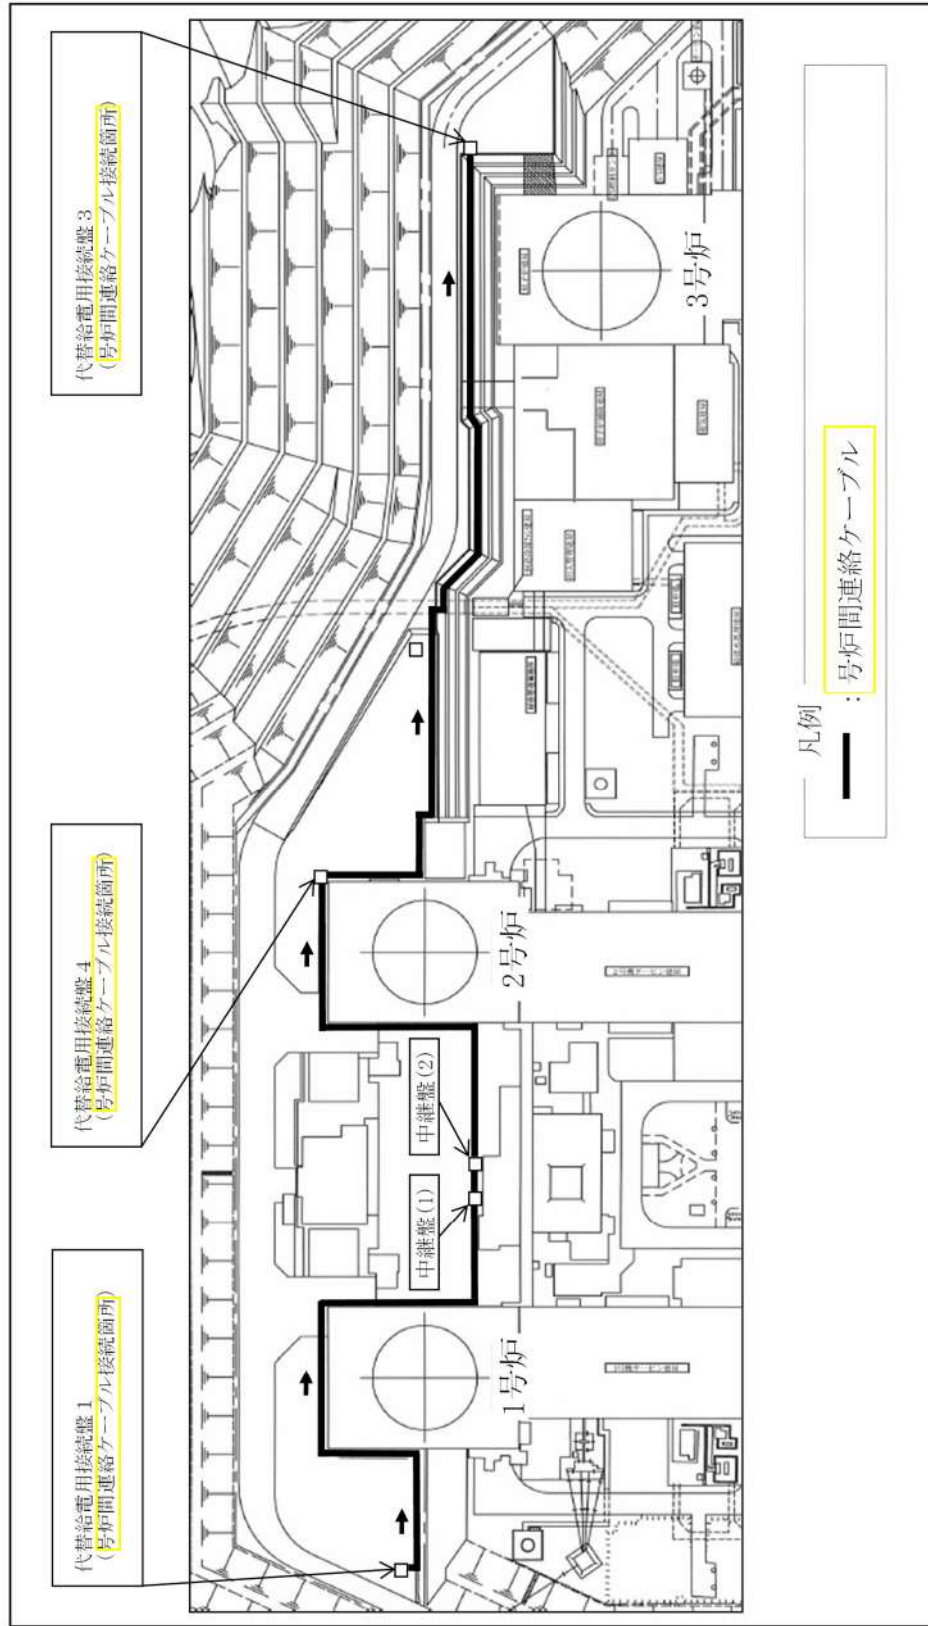 代替給電用接続盤1
(号炉間連絡ケーブル接続箇所)
代替給電用接続盤4
(号炉間連絡ケーブル接続箇所)
代替給電用接続盤3
(号炉間連絡ケーブル接続箇所)
中継盤(1)
中継盤(2)
1号炉
2号炉
3号炉
凡例
:号炉間連絡ケーブル